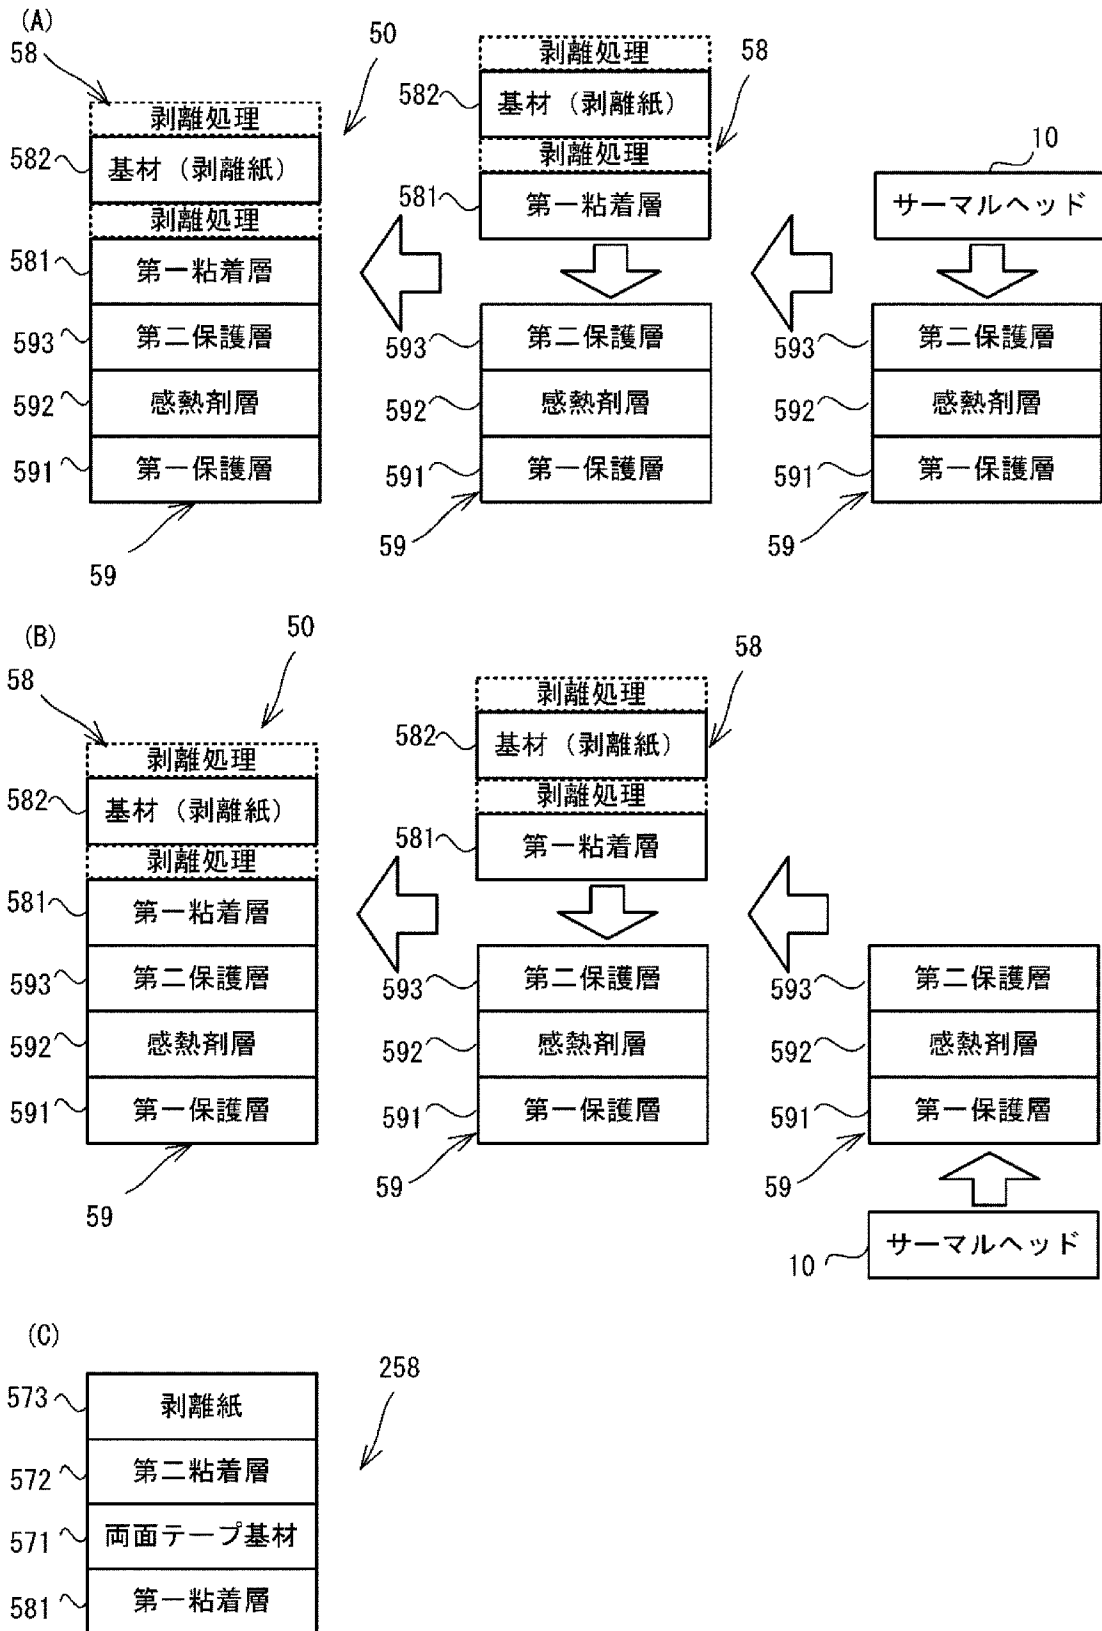 (A)
58
50
剥離処理
582
基材（剥離紙）
剥離処理
581
第一粘着層
593
第二保護層
592
感熱剤層
591
第一保護層
59
剥離処理
58
582
基材（剥離紙）
剥離処理
581
第一粘着層
593
第二保護層
592
感熱剤層
591
第一保護層
59
10
サーマルヘッド
593
第二保護層
592
感熱剤層
591
第一保護層
59
(B)
58
50
剥離処理
582
基材（剥離紙）
剥離処理
581
第一粘着層
593
第二保護層
592
感熱剤層
591
第一保護層
59
剥離処理
58
582
基材（剥離紙）
剥離処理
581
第一粘着層
593
第二保護層
592
感熱剤層
591
第一保護層
59
593
第二保護層
592
感熱剤層
591
第一保護層
59
10
サーマルヘッド
(C)
258
573
剥離紙
572
第二粘着層
571
両面テープ基材
581
第一粘着層